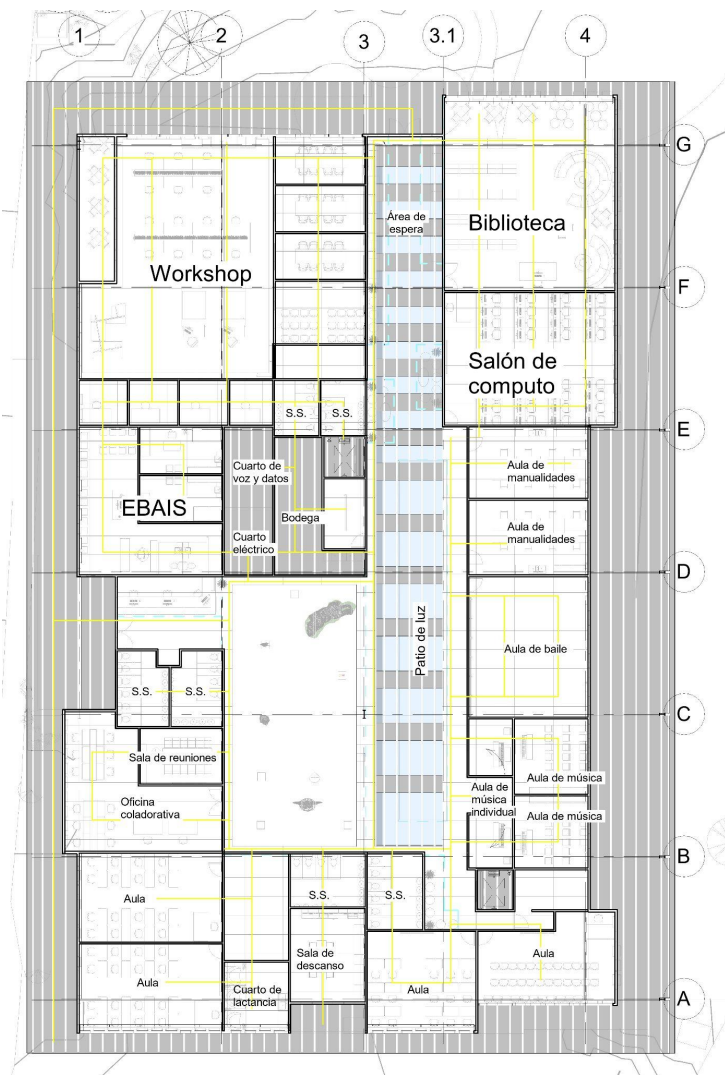 1
2
3
3.1
4
G
Área de
espera
Biblioteca
Workshop
F
Salón de
computo
S.S.
S.S.
E
Cuarto de
voz y datos
Aula de
manualidades
EBAIS
Bodega
Cuarto
eléctrico
Aula de
manualidades
D
Patio de luz
Aula de baile
S.S.
S.S.
C
Sala de reuniones
Aula de música
Oficina
coladorativa
Aula de
música
individual
Aula de música
B
Aula
S.S.
S.S.
Sala de
descanso
Aula
Aula
Cuarto de
lactancia
Aula
A